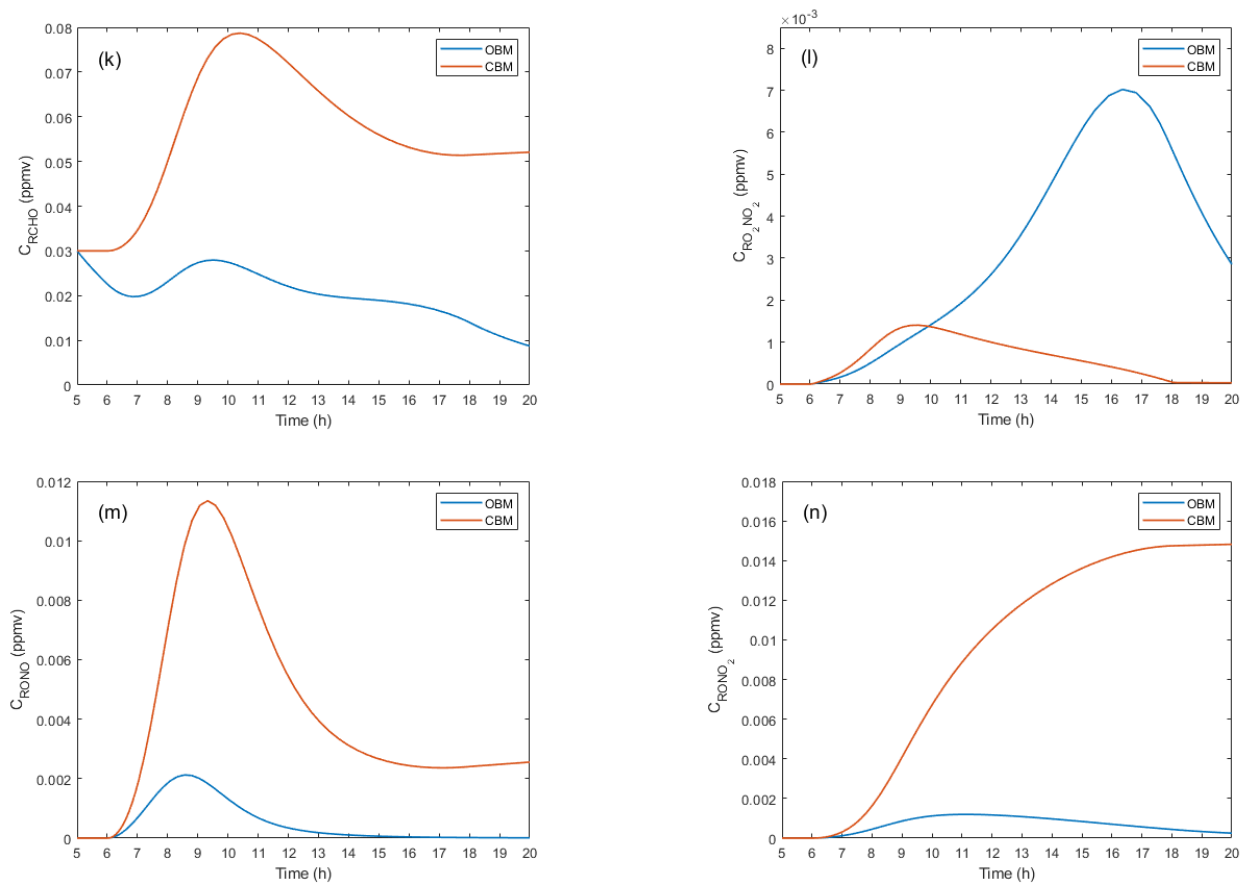 (k)
OBM
CBM
0.08
0.07
0.06
0.05
0.04
0.03
0.02
0.01
0
C_RCHO (ppmv)
5 6 7 8 9 10 11 12 13 14 15 16 17 18 19 20
Time (h)
×10⁻³
(l)
OBM
CBM
8
7
6
5
4
3
2
1
0
C_RO₂NO₂ (ppmv)
5 6 7 8 9 10 11 12 13 14 15 16 17 18 19 20
Time (h)
(m)
OBM
CBM
0.012
0.01
0.008
0.006
0.004
0.002
0
C_RONO (ppmv)
5 6 7 8 9 10 11 12 13 14 15 16 17 18 19 20
Time (h)
(n)
OBM
CBM
0.018
0.016
0.014
0.012
0.01
0.008
0.006
0.004
0.002
0
C_RONO₂ (ppmv)
5 6 7 8 9 10 11 12 13 14 15 16 17 18 19 20
Time (h)